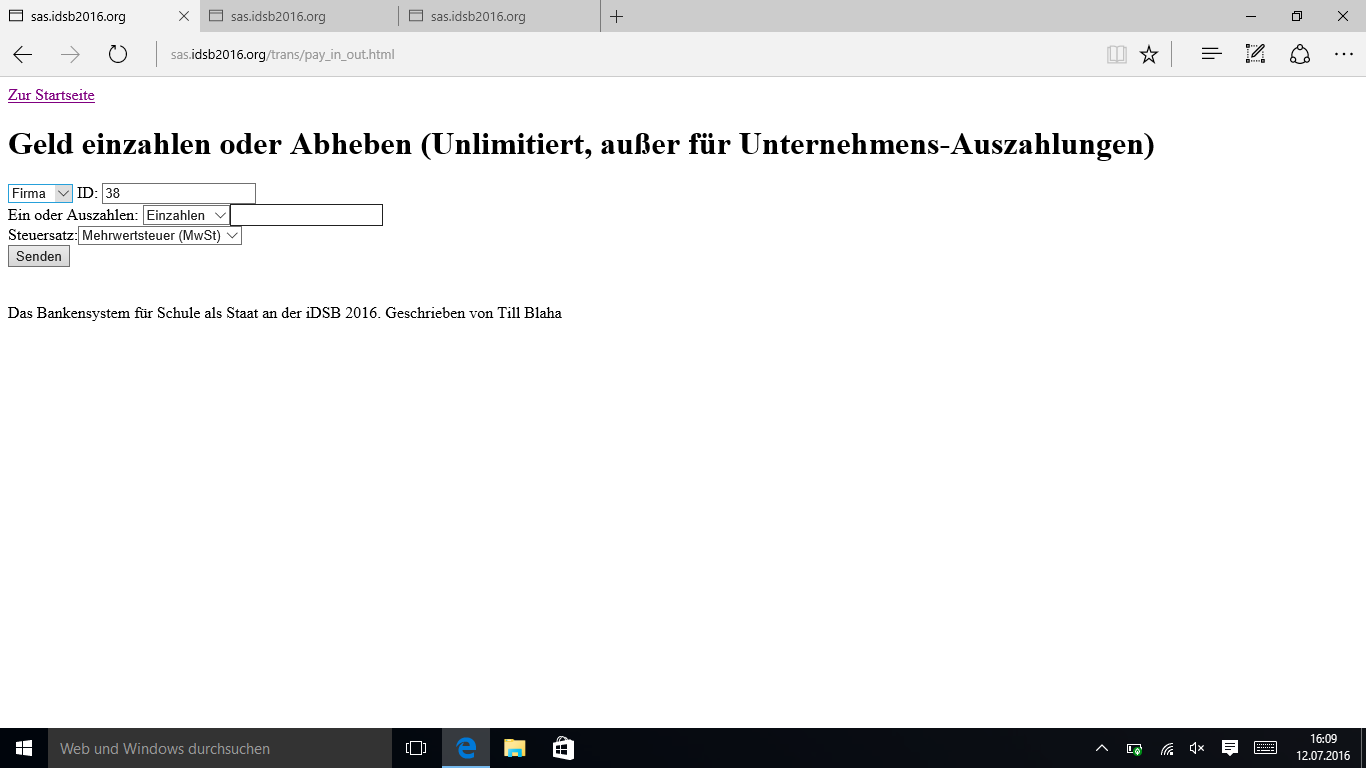 sas.idsb2016.org sas.idsb2016.org sas.idsb2016.org
sas.idsb2016.org/trans/pay_in_out.html
Zur Startseite
Geld einzahlen oder Abheben (Unlimitiert, außer für Unternehmens-Auszahlungen)
Firma ID: 38
Ein oder Auszahlen: Einzahlen
Steuersatz: Mehrwertsteuer (MwSt)
Senden
Das Bankensystem für Schule als Staat an der iDSB 2016. Geschrieben von Till Blaha
Web und Windows durchsuchen
16:09
12.07.2016